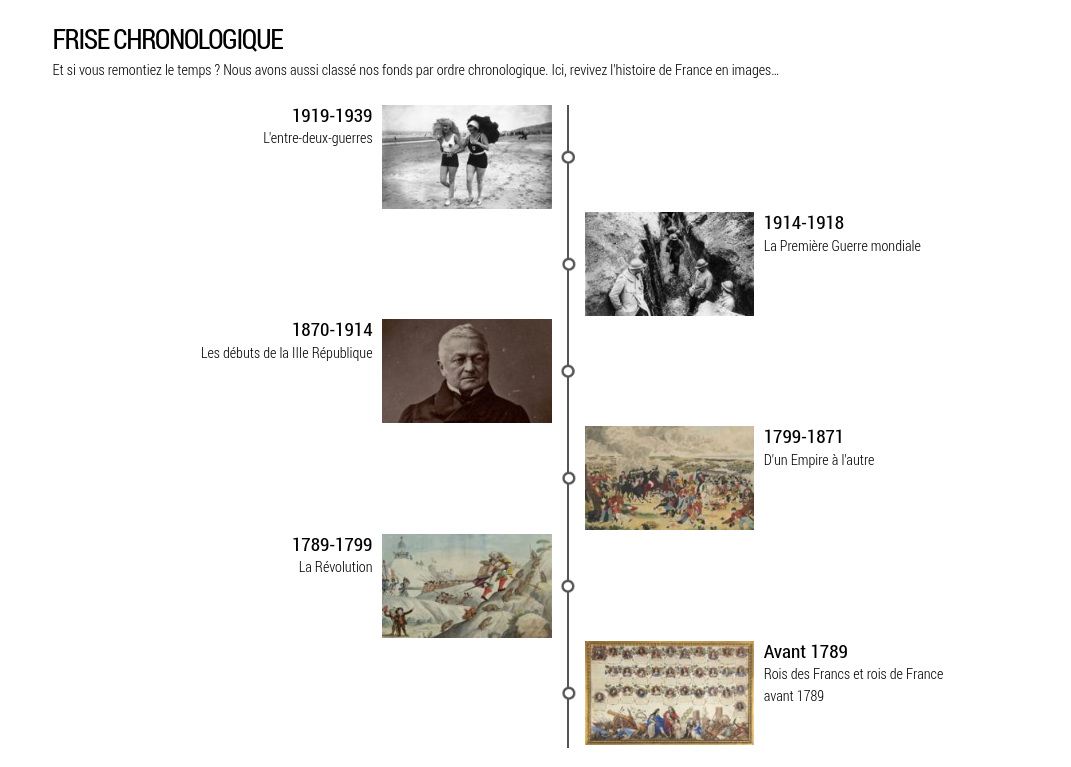 FRISE CHRONOLOGIQUE
Et si vous remontiez le temps ? Nous avons aussi classé nos fonds par ordre chronologique. Ici, revivez l'histoire de France en images...
1919-1939
L'entre-deux-guerres
1914-1918
La Première Guerre mondiale
1870-1914
Les débuts de la IIIe République
1799-1871
D'un Empire à l'autre
1789-1799
La Révolution
Avant 1789
Rois des Francs et rois de France
avant 1789